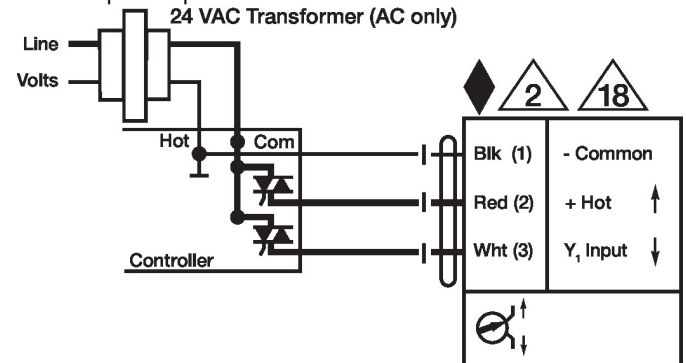 24 VAC Transformer (AC only)
Line
Volts
2
18
Hot
Com
Blk (1)
- Common
Red (2)
+ Hot
Wht (3)
Y₁ Input
Controller